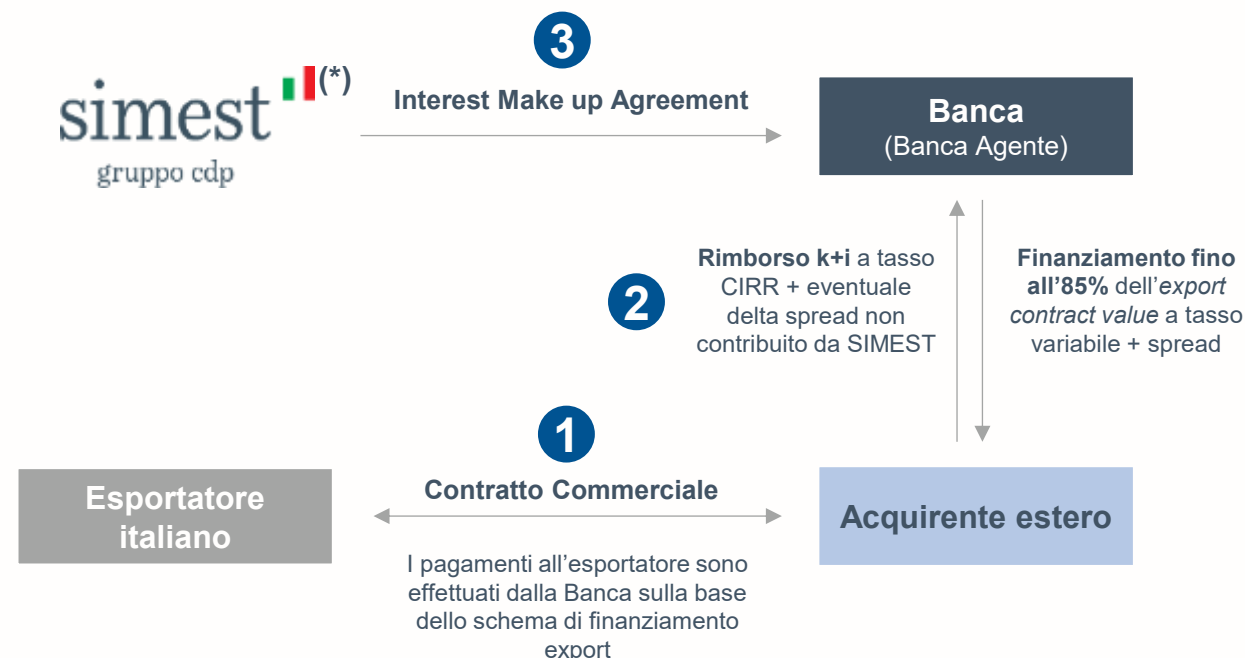 3
simest (*)
gruppo cdp
Interest Make up Agreement
Banca
(Banca Agente)
2
Rimborso k+i a tasso
CIRR + eventuale
delta spread non
contribuito da SIMEST
Finanziamento fino
all'85% dell'export
contract value a tasso
variabile + spread
1
Esportatore
italiano
Contratto Commerciale
Acquirente estero
I pagamenti all'esportatore sono
effettuati dalla Banca sulla base
dello schema di finanziamento
export